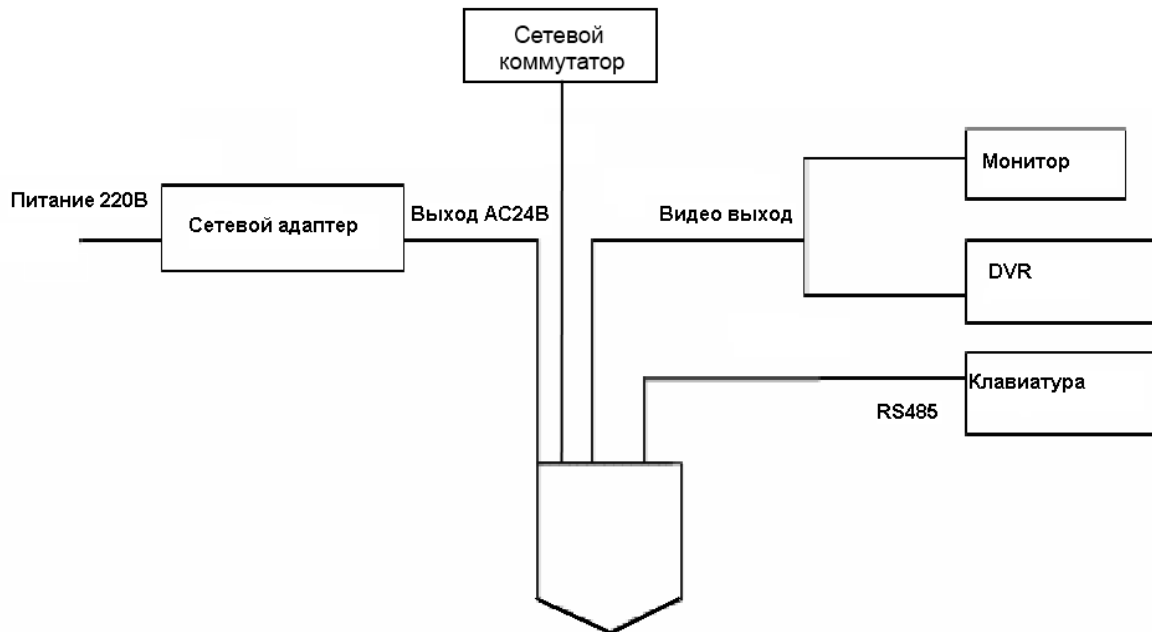 Сетевой
коммутатор
Монитор
Питание 220В
Сетевой адаптер
Выход AC24В
Видео выход
DVR
Клавиатура
RS485